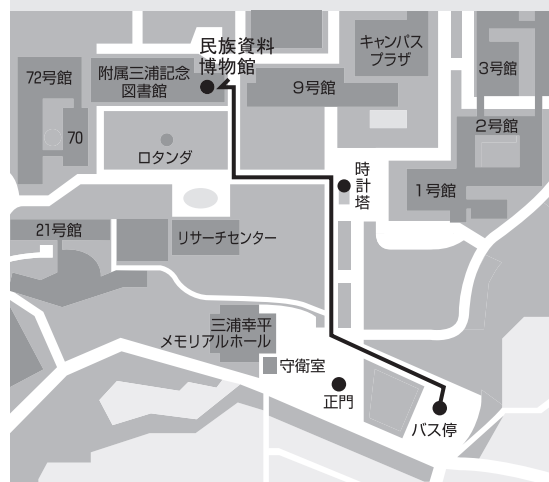 民族資料
博物館
キャンパス
プラザ
3号館
72号館
附属三浦記念
図書館
9号館
2号館
70
ロタンダ
時計塔
1号館
21号館
リサーチセンター
三浦幸平
メモリアルホール
守衛室
正門
バス停